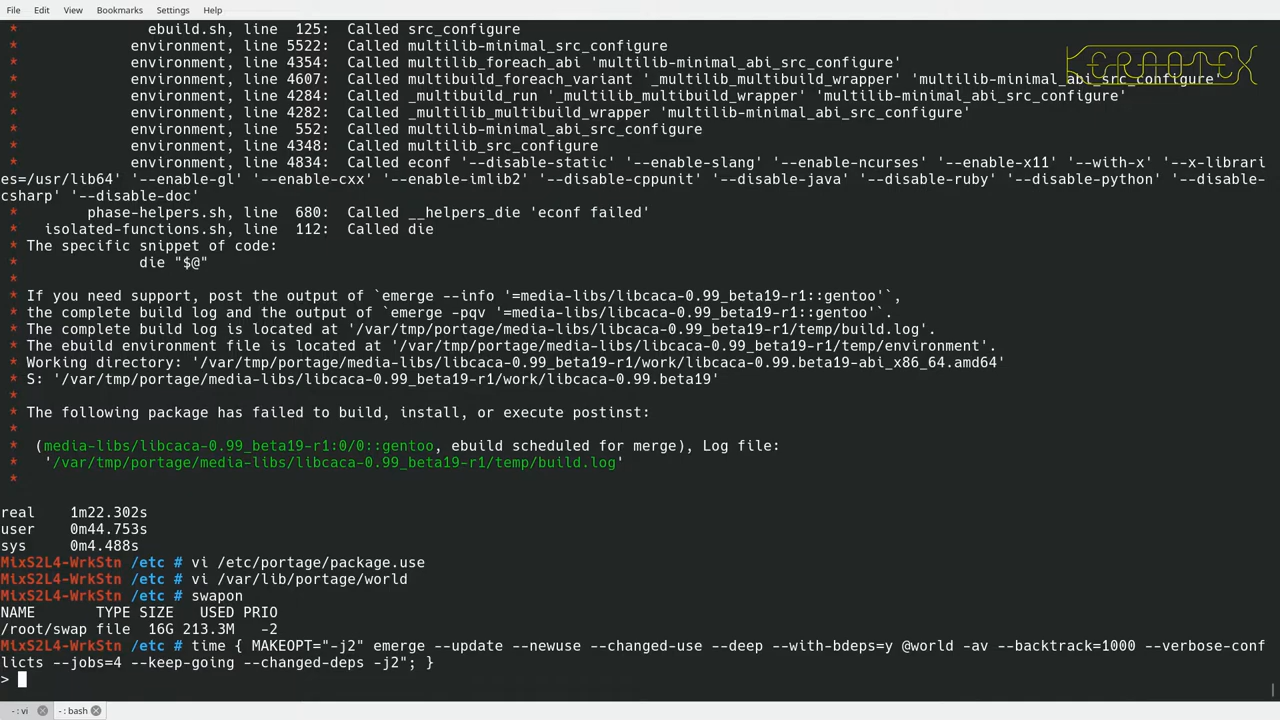 File Edit View Bookmarks Settings Help
KERNOTEX
* ebuild.sh, line 125: Called src_configure
* environment, line 5522: Called multilib-minimal_src_configure
* environment, line 4354: Called multilib_foreach_abi 'multilib-minimal_abi_src_configure'
* environment, line 4607: Called multibuild_foreach_variant '_multilib_multibuild_wrapper' 'multilib-minimal_abi_src_configure'
* environment, line 4284: Called _multibuild_run '_multilib_multibuild_wrapper' 'multilib-minimal_abi_src_configure'
* environment, line 4282: Called _multilib_multibuild_wrapper 'multilib-minimal_abi_src_configure'
* environment, line 552: Called multilib-minimal_abi_src_configure
* environment, line 4348: Called multilib_src_configure
* environment, line 4834: Called econf '--disable-static' '--enable-slang' '--enable-ncurses' '--enable-x11' '--with-x' '--x-librari
es=/usr/lib64' '--enable-gl' '--enable-cxx' '--enable-imlib2' '--disable-cppunit' '--disable-java' '--disable-ruby' '--disable-python' '--disable-
csharp' '--disable-doc'
* phase-helpers.sh, line 680: Called __helpers_die 'econf failed'
* isolated-functions.sh, line 112: Called die
* The specific snippet of code:
* die "$@"
*
* If you need support, post the output of `emerge --info '=media-libs/libcaca-0.99_beta19-r1::gentoo'`,
* the complete build log and the output of `emerge -pqv '=media-libs/libcaca-0.99_beta19-r1::gentoo'`.
* The complete build log is located at '/var/tmp/portage/media-libs/libcaca-0.99_beta19-r1/temp/build.log'.
* The ebuild environment file is located at '/var/tmp/portage/media-libs/libcaca-0.99_beta19-r1/temp/environment'.
* Working directory: '/var/tmp/portage/media-libs/libcaca-0.99_beta19-r1/work/libcaca-0.99.beta19-abi_x86_64.amd64'
* S: '/var/tmp/portage/media-libs/libcaca-0.99_beta19-r1/work/libcaca-0.99.beta19'
*
* The following package has failed to build, install, or execute postinst:
*
* (media-libs/libcaca-0.99_beta19-r1:0/0::gentoo, ebuild scheduled for merge), Log file:
* '/var/tmp/portage/media-libs/libcaca-0.99_beta19-r1/temp/build.log'
*
real 1m22.302s
user 0m44.753s
sys 0m4.488s
MixS2L4-WrkStn /etc # vi /etc/portage/package.use
MixS2L4-WrkStn /etc # vi /var/lib/portage/world
MixS2L4-WrkStn /etc # swapon
NAME TYPE SIZE USED PRIO
/root/swap file 16G 213.3M -2
MixS2L4-WrkStn /etc # time { MAKEOPT="-j2" emerge --update --newuse --changed-use --deep --with-bdeps=y @world -av --backtrack=1000 --verbose-conf
licts --jobs=4 --keep-going --changed-deps -j2"; }
>
- : vi - : bash